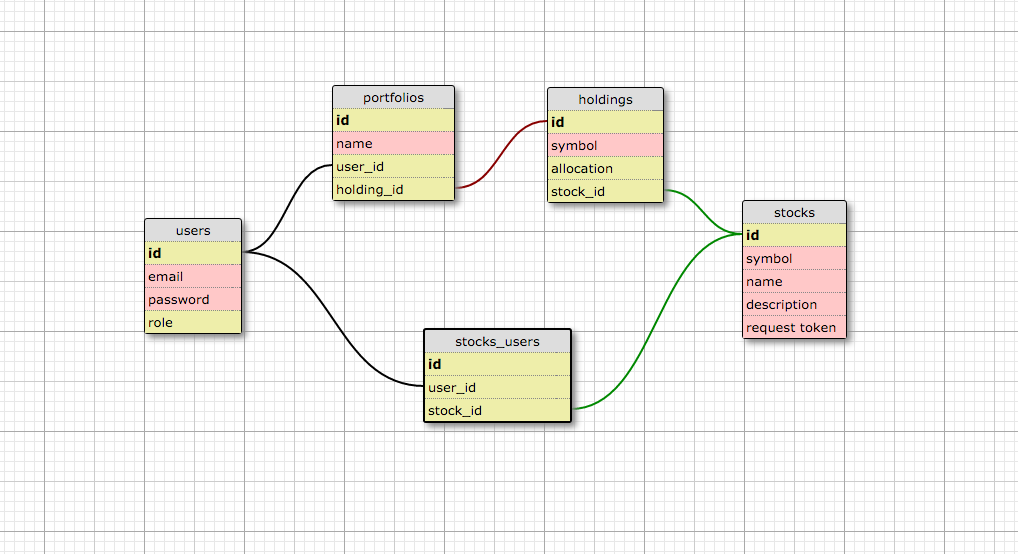 portfolios
id
name
user_id
holding_id
holdings
id
symbol
allocation
stock_id
users
id
email
password
role
stocks
id
symbol
name
description
request token
stocks_users
id
user_id
stock_id